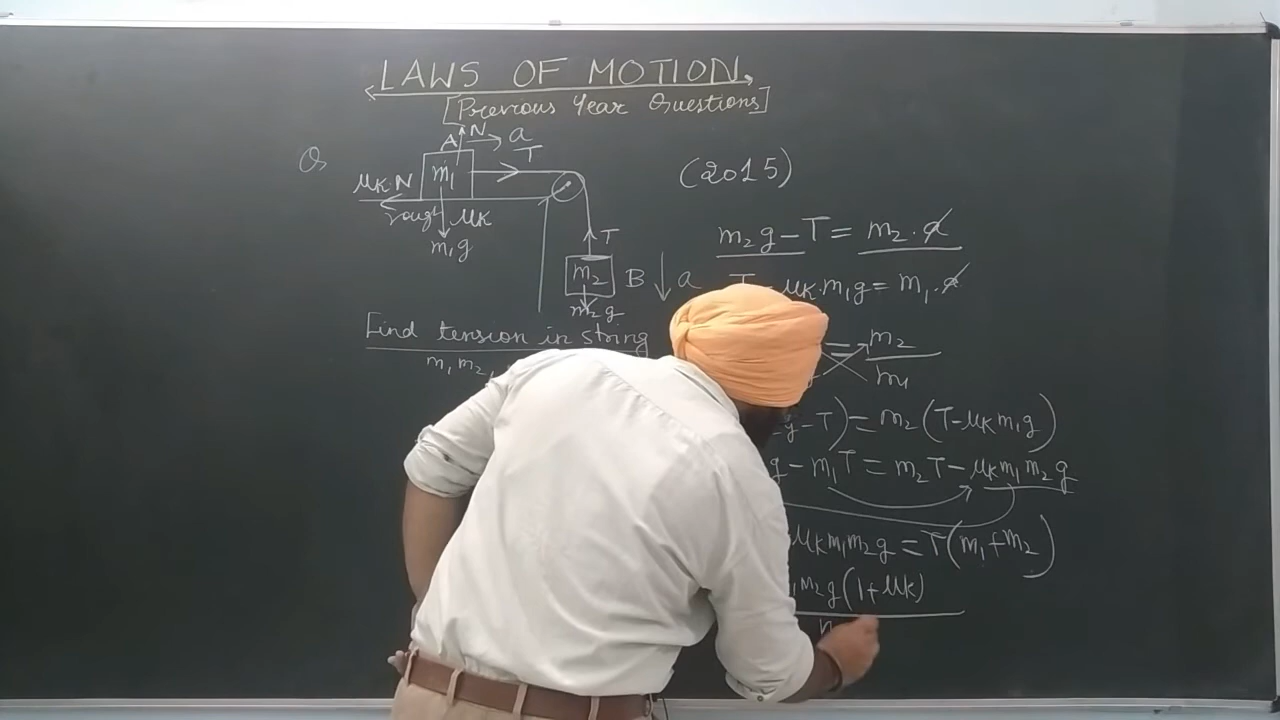 LAWS OF MOTION
[Previous Year Questions]
Q
A N a
T
m₁
μK·N
rough μK
m₁g
T
m₂ B a
m₂g
Find tension in string
m₁ m₂,
(2015)
m₂g-T = m₂·a
μK·m₁g = m₁·a
= m₂
m₁
g-T) = m₂(T-μK m₁g)
g - m₁T = m₂T - μK m₁ m₂ g
μK m₁ m₂ g = T(m₁+m₂)
m₂ g (1+μK)